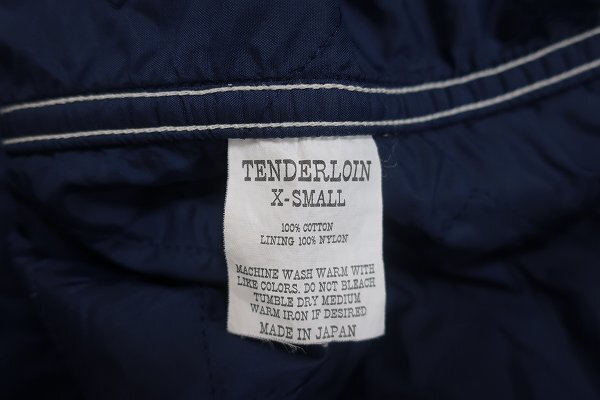 TENDERLOIN
X-SMALL
100% COTTON
LINING 100% NYLON
MACHINE WASH WARM WITH
LIKE COLORS. DO NOT BLEACH
TUMBLE DRY MEDIUM
WARM IRON IF DESIRED
MADE IN JAPAN